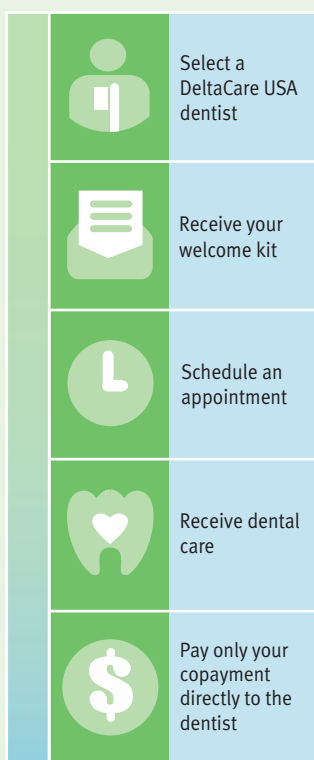 Select a
DeltaCare USA
dentist
Receive your
welcome kit
Schedule an
appointment
Receive dental
care
$
Pay only your
copayment
directly to the
dentist